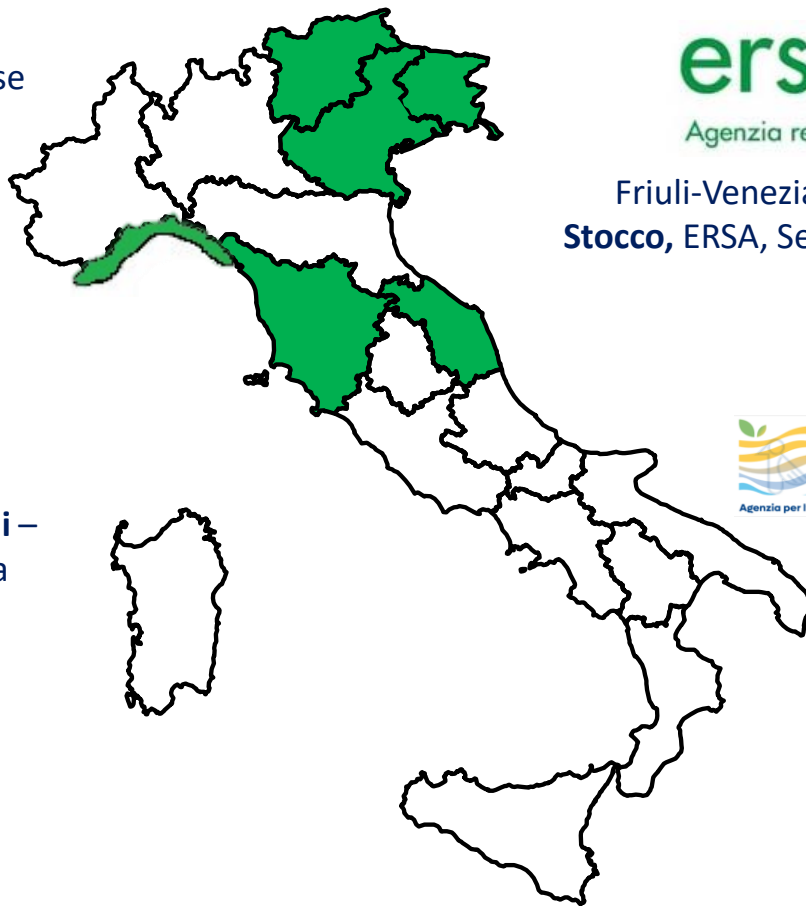 se
ers
Agenzia re
Friuli-Venezia
Stocco, ERSA, Se
i –
a
Agenzia per l